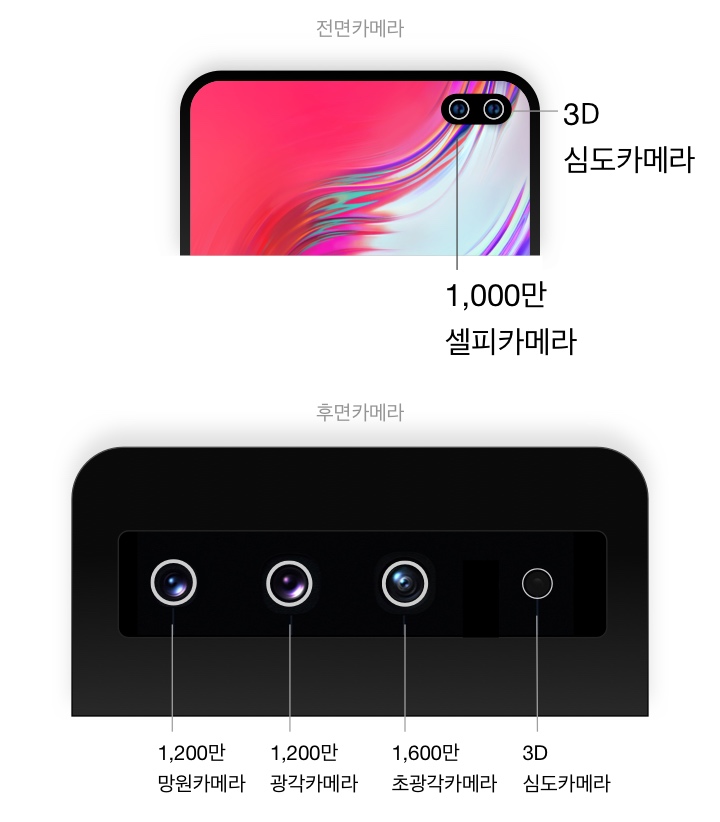 전면카메라
3D
심도카메라
1,000만
셀피카메라
후면카메라
1,200만
망원카메라
1,200만
광각카메라
1,600만
초광각카메라
3D
심도카메라